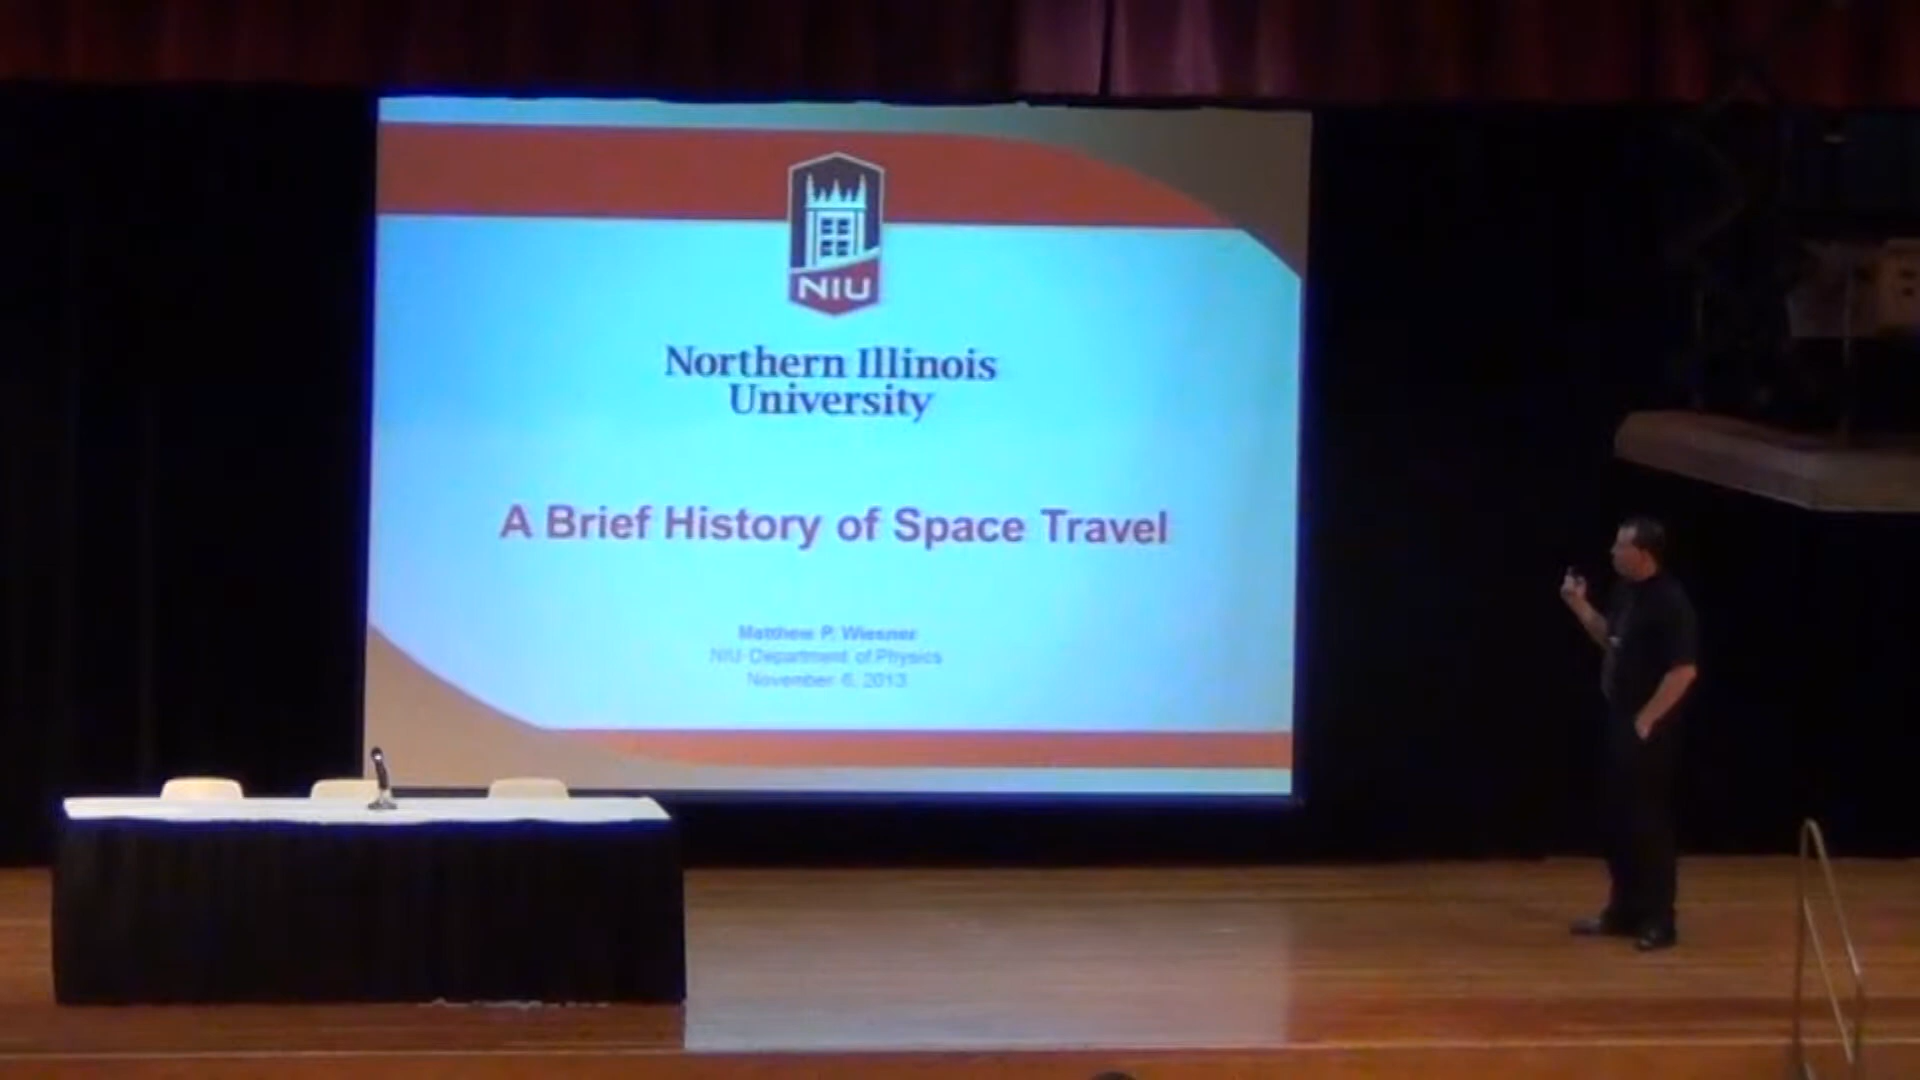 NIU
Northern Illinois
University
A Brief History of Space Travel
Matthew P. Wiesner
NIU Department of Physics
November 6, 2013